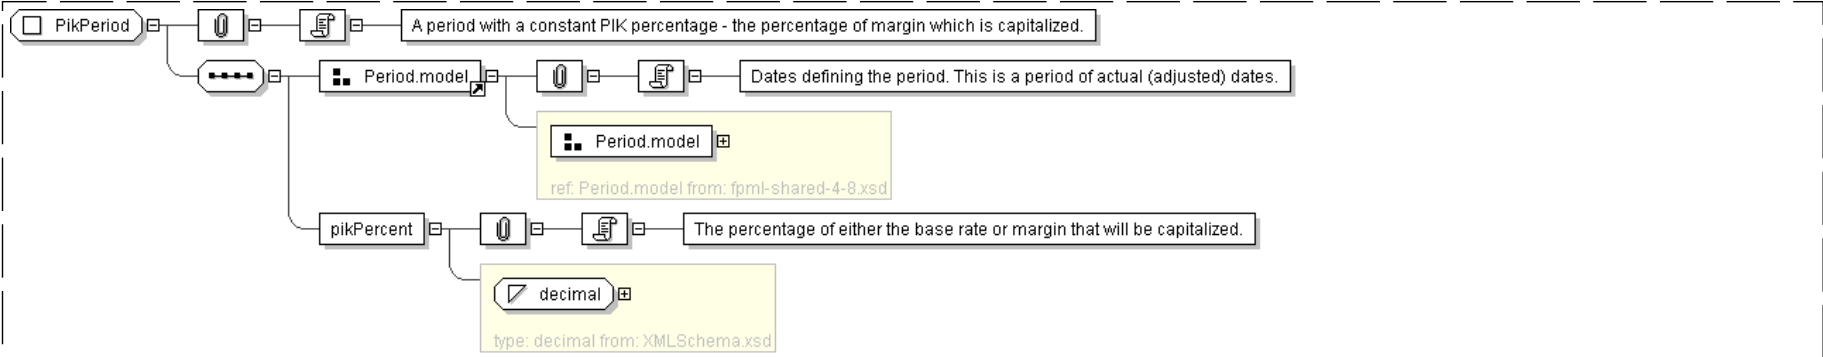 PikPeriod
A period with a constant PIK percentage - the percentage of margin which is capitalized.
Period.model
Dates defining the period. This is a period of actual (adjusted) dates.
Period.model
ref: Period.model from: fpml-shared-4-8.xsd
pikPercent
The percentage of either the base rate or margin that will be capitalized.
decimal
type: decimal from: XMLSchema.xsd